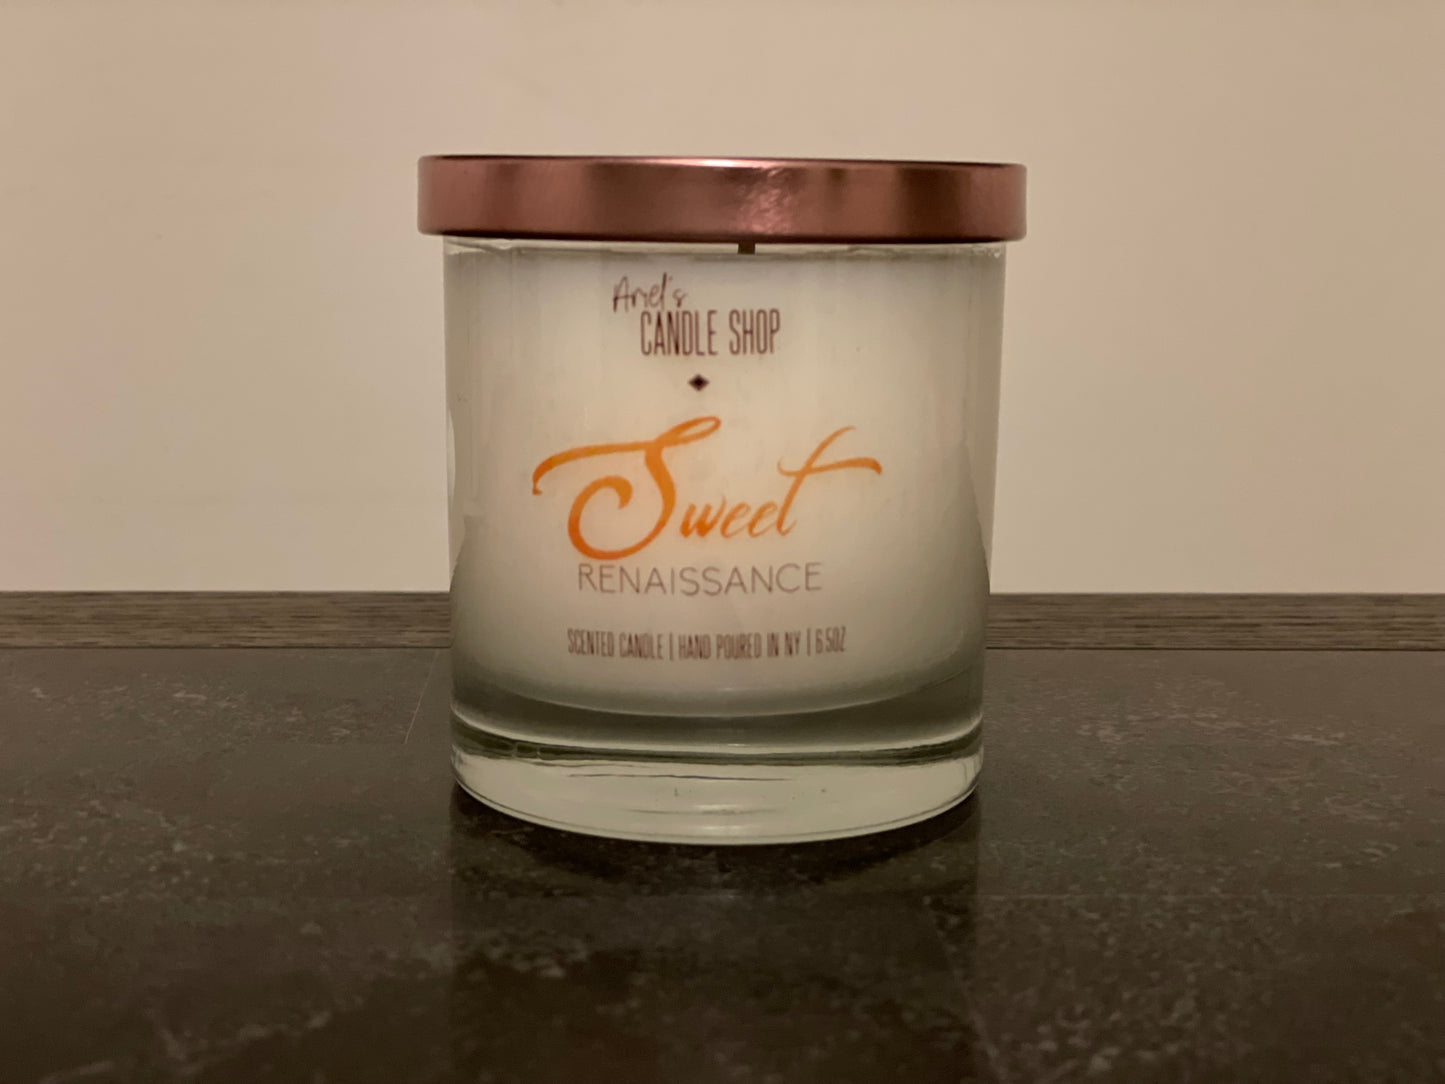 Ariel's
CANDLE SHOP
Sweet
RENAISSANCE
SCENTED CANDLE | HAND POURED IN NY | 6.5OZ